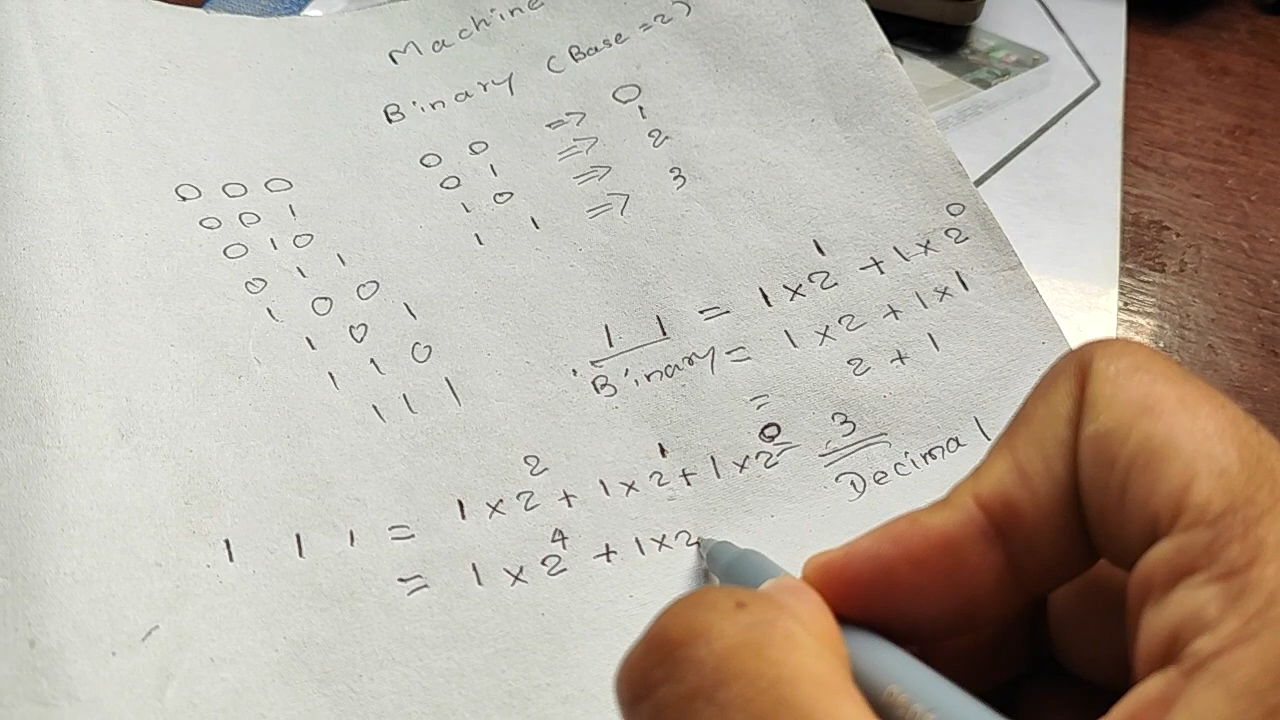 Machine
Binary (Base = 2)
0 0 => 0
0 1 => 1
1 0 => 2
1 1 => 3
0 0 0
0 0 1
0 1 0
0 1 1
1 0 0
1 0 1
1 1 0
1 1 1
1 1 = 1 × 2¹ + 1 × 2⁰
Binary = 1 × 2 + 1 × 1
= 2 + 1
= 3
Decimal
1 1 1 = 1 × 2² + 1 × 2¹ + 1 × 2⁰
= 1 × 2⁴ + 1 × 2